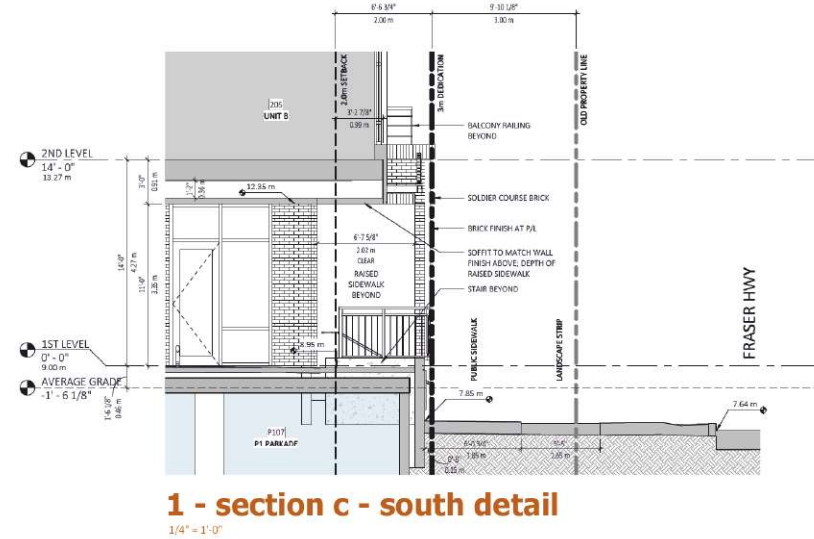 6'-6 3/4"
2.00 m
9'-10 1/8"
3.00 m
2.0m SETBACK
3m DEDICATION
OLD PROPERTY LINE
205
UNIT B
3'-2 7/8"
0.99 m
BALCONY RAILING
BEYOND
2ND LEVEL
14' - 0"
13.27 m
3'-0"
0.91 m
1'-2"
0.36 m
12.35 m
SOLDIER COURSE BRICK
BRICK FINISH AT P/L
6'-7 5/8"
2.02 m
CLEAR
RAISED
SIDEWALK
BEYOND
SOFFIT TO MATCH WALL
FINISH ABOVE; DEPTH OF
RAISED SIDEWALK
STAIR BEYOND
14'-0"
4.27 m
11'-0"
3.35 m
FRASER HWY
1ST LEVEL
0' - 0"
9.00 m
8.95 m
PUBLIC SIDEWALK
LANDSCAPE STRIP
AVERAGE GRADE
-1' - 6 1/8"
1'-6 1/8"
0.46 m
7.85 m
7.64 m
P107
P1 PARKADE
1.85 m
0'-6"
0.15 m
1 - section c - south detail
1/4" = 1'-0"